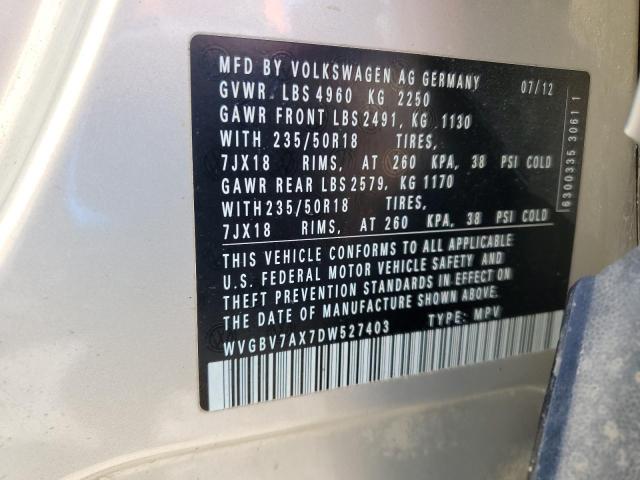 MFD BY VOLKSWAGEN AG GERMANY 07/12
GVWR. LBS 4960 KG 2250
GAWR FRONT LBS 2491, KG 1130
WITH 235/50R18 TIRES,
7JX18 RIMS, AT 260 KPA, 38 PSI COLD
GAWR REAR LBS 2579, KG 1170
WITH235/50R18 TIRES,
7JX18 RIMS, AT 260 KPA, 38 PSI COLD
THIS VEHICLE CONFORMS TO ALL APPLICABLE
U.S. FEDERAL MOTOR VEHICLE SAFETY AND
THEFT PREVENTION STANDARDS IN EFFECT ON
THE DATE OF MANUFACTURE SHOWN ABOVE.
WVGBV7AX7DW527403 TYPE: MPV
6300335 3061 1